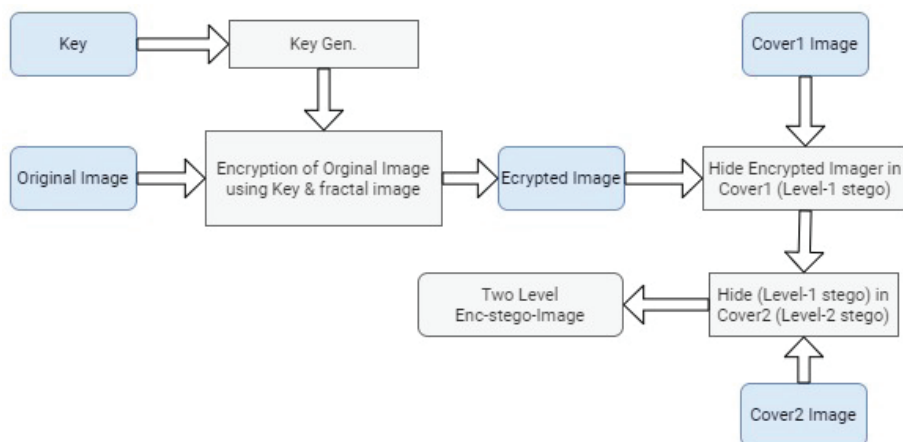 Key
Key Gen.
Cover1 Image
Original Image
Encryption of Orginal Image
using Key & fractal image
Ecrypted Image
Hide Encrypted Imager in
Cover1 (Level-1 stego)
Two Level
Enc-stego-Image
Hide (Level-1 stego) in
Cover2 (Level-2 stego)
Cover2 Image